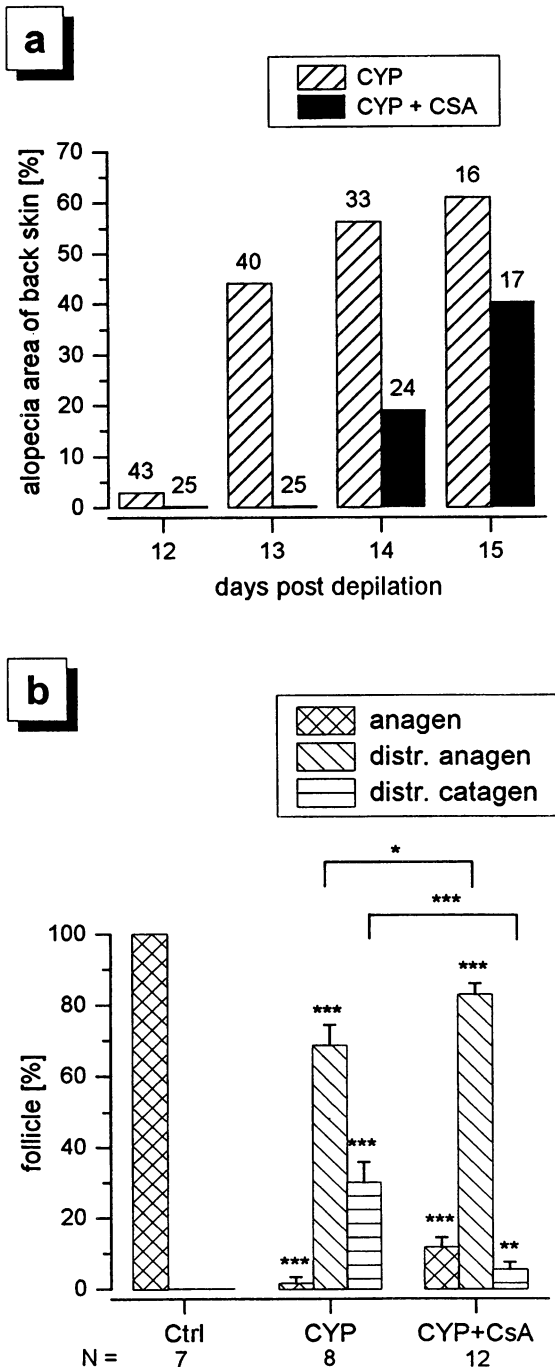 a
CYP
CYP + CSA
alopecia area of back skin [%]
70
60
50
40
30
20
10
0
43
25
40
25
33
24
16
17
12
13
14
15
days post depilation
b
anagen
distr. anagen
distr. catagen
*
***
follicle [%]
100
80
60
40
20
0
***
***
***
***
***
**
Ctrl
CYP
CYP+CsA
N =
7
8
12